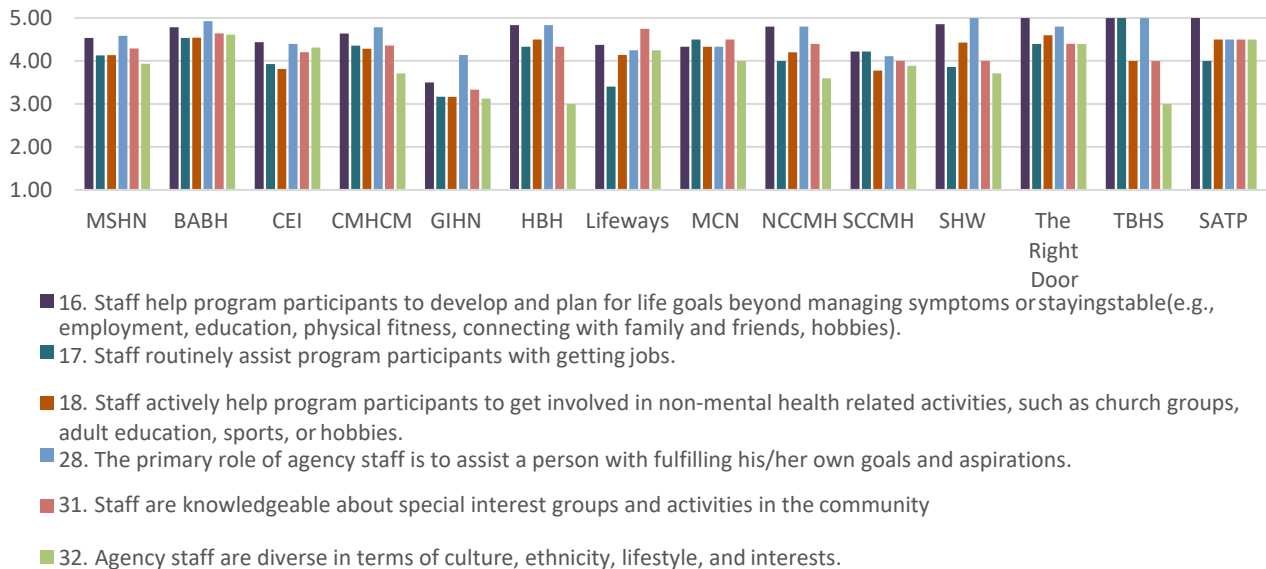 5.00
4.00
3.00
2.00
1.00
MSHN BABH CEI CMHCM GIHN HBH Lifeways MCN NCCMH SCCMH SHW The Right Door TBHS SATP
16. Staff help program participants to develop and plan for life goals beyond managing symptoms orstayingstable(e.g.,
employment, education, physical fitness, connecting with family and friends, hobbies).
17. Staff routinely assist program participants with getting jobs.
18. Staff actively help program participants to get involved in non-mental health related activities, such as church groups,
adult education, sports, or hobbies.
28. The primary role of agency staff is to assist a person with fulfilling his/her own goals and aspirations.
31. Staff are knowledgeable about special interest groups and activities in the community
32. Agency staff are diverse in terms of culture, ethnicity, lifestyle, and interests.